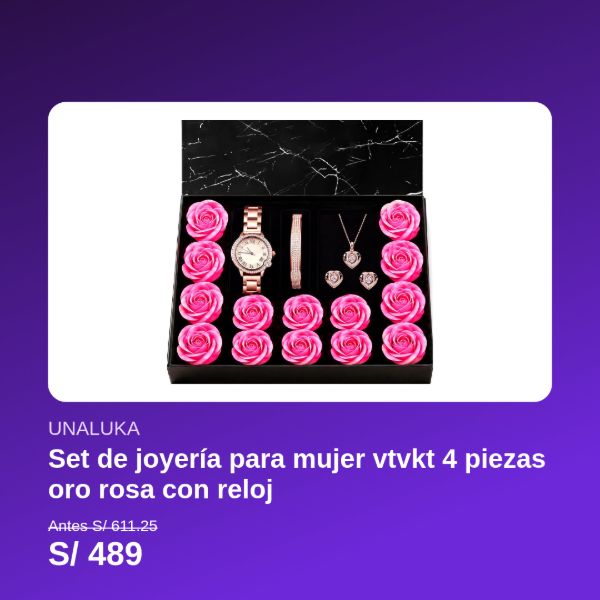 UNALUKA
Set de joyería para mujer vtvkt 4 piezas
oro rosa con reloj
Antes S/ 611.25
S/ 489